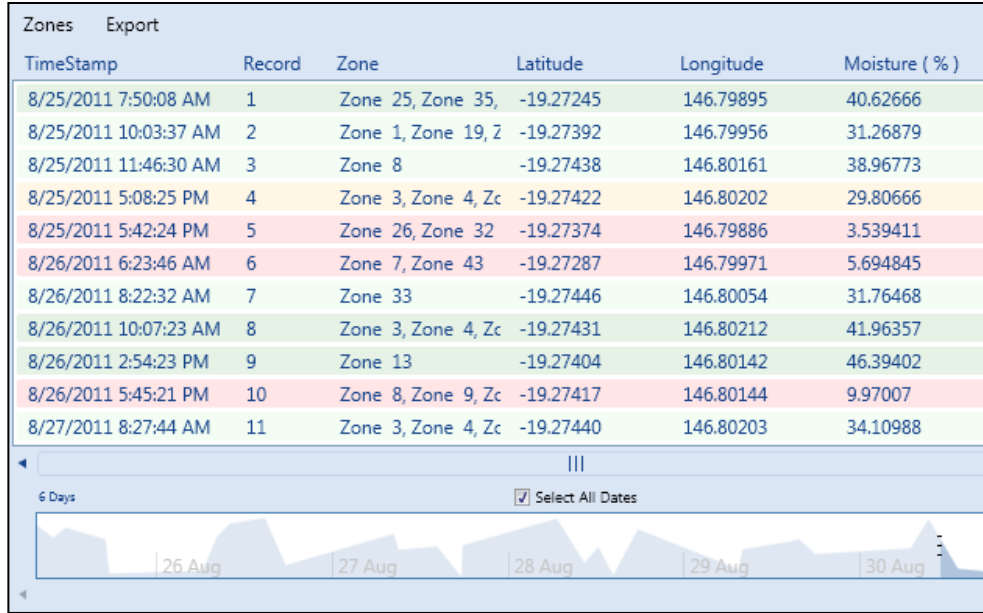 Zones Export
TimeStamp Record Zone Latitude Longitude Moisture ( % )
8/25/2011 7:50:08 AM 1 Zone 25, Zone 35, -19.27245 146.79895 40.62666
8/25/2011 10:03:37 AM 2 Zone 1, Zone 19, Z -19.27392 146.79956 31.26879
8/25/2011 11:46:30 AM 3 Zone 8 -19.27438 146.80161 38.96773
8/25/2011 5:08:25 PM 4 Zone 3, Zone 4, Zc -19.27422 146.80202 29.80666
8/25/2011 5:42:24 PM 5 Zone 26, Zone 32 -19.27374 146.79886 3.539411
8/26/2011 6:23:46 AM 6 Zone 7, Zone 43 -19.27287 146.79971 5.694845
8/26/2011 8:22:32 AM 7 Zone 33 -19.27446 146.80054 31.76468
8/26/2011 10:07:23 AM 8 Zone 3, Zone 4, Zc -19.27431 146.80212 41.96357
8/26/2011 2:54:23 PM 9 Zone 13 -19.27404 146.80142 46.39402
8/26/2011 5:45:21 PM 10 Zone 8, Zone 9, Zc -19.27417 146.80144 9.97007
8/27/2011 8:27:44 AM 11 Zone 3, Zone 4, Zc -19.27440 146.80203 34.10988
6 Days Select All Dates
26 Aug 27 Aug 28 Aug 29 Aug 30 Aug